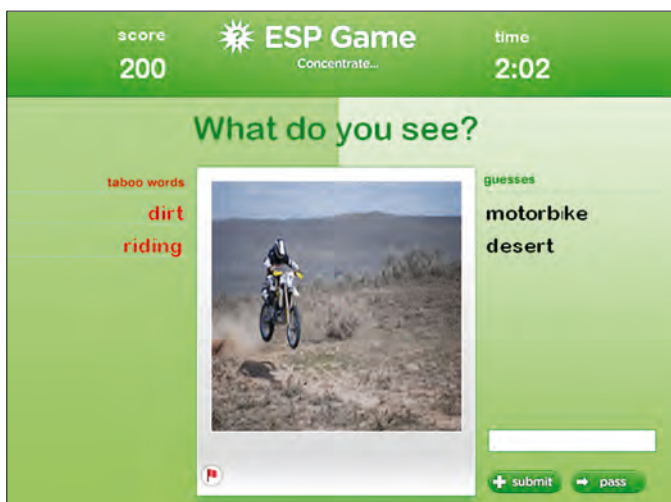 score
200
ESP Game
Concentrate...
time
2:02
What do you see?
taboo words
dirt
riding
guesses
motorbike
desert
submit
pass